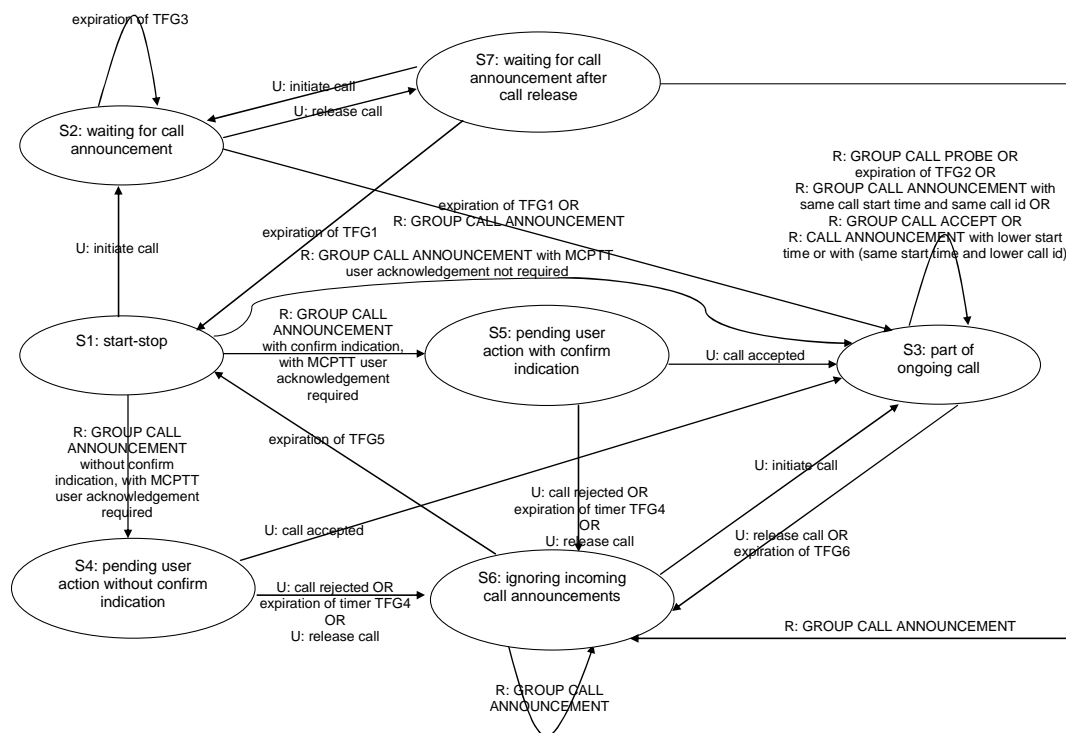 expiration of TFG3
S7: waiting for call
announcement after
call release
U: initiate call
U: release call
S2: waiting for call
announcement
R: GROUP CALL PROBE OR
expiration of TFG2 OR
R: GROUP CALL ANNOUNCEMENT with
same call start time and same call id OR
R: GROUP CALL ACCEPT OR
R: CALL ANNOUNCEMENT with lower start
time or with (same start time and lower call id)
expiration of TFG1 OR
R: GROUP CALL ANNOUNCEMENT
expiration of TFG1
U: initiate call
R: GROUP CALL ANNOUNCEMENT with MCPTT
user acknowledgement not required
S1: start-stop
R: GROUP CALL
ANNOUNCEMENT
with confirm indication,
with MCPTT user
acknowledgement
required
S5: pending user
action with confirm
indication
U: call accepted
S3: part of
ongoing call
R: GROUP CALL
ANNOUNCEMENT
without confirm
indication, with MCPTT
user acknowledgement
required
expiration of TFG5
U: initiate call
U: call rejected OR
expiration of timer TFG4
OR
U: release call
U: call accepted
U: release call OR
expiration of TFG6
S4: pending user
action without confirm
indication
U: call rejected OR
expiration of timer TFG4
OR
U: release call
S6: ignoring incoming
call announcements
R: GROUP CALL ANNOUNCEMENT
R: GROUP CALL
ANNOUNCEMENT